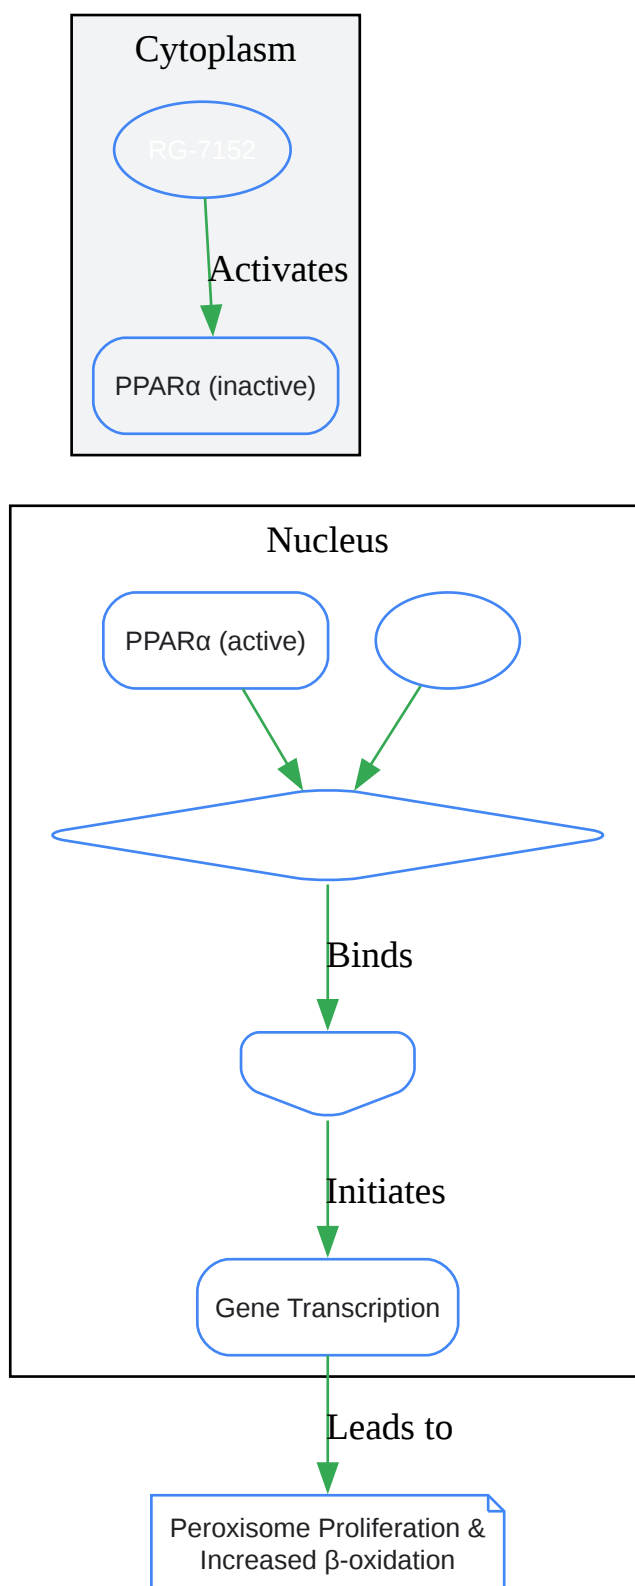 Cytoplasm
RG-7152
Activates
PPARα (inactive)
Nucleus
PPARα (active)
Binds
Initiates
Gene Transcription
Leads to
Peroxisome Proliferation &
Increased β-oxidation